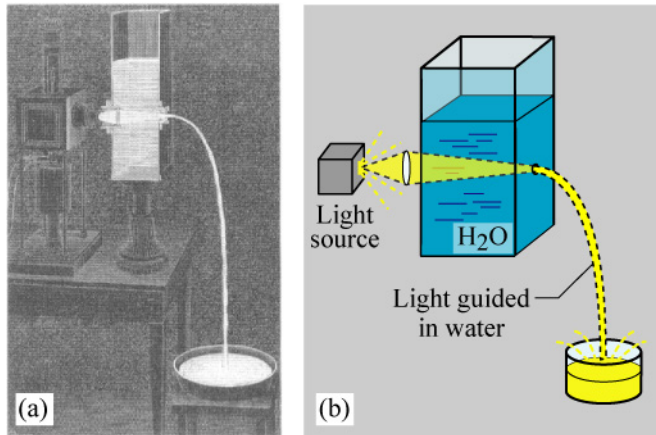 (a)
Light
source
H₂O
Light guided
in water
(b)